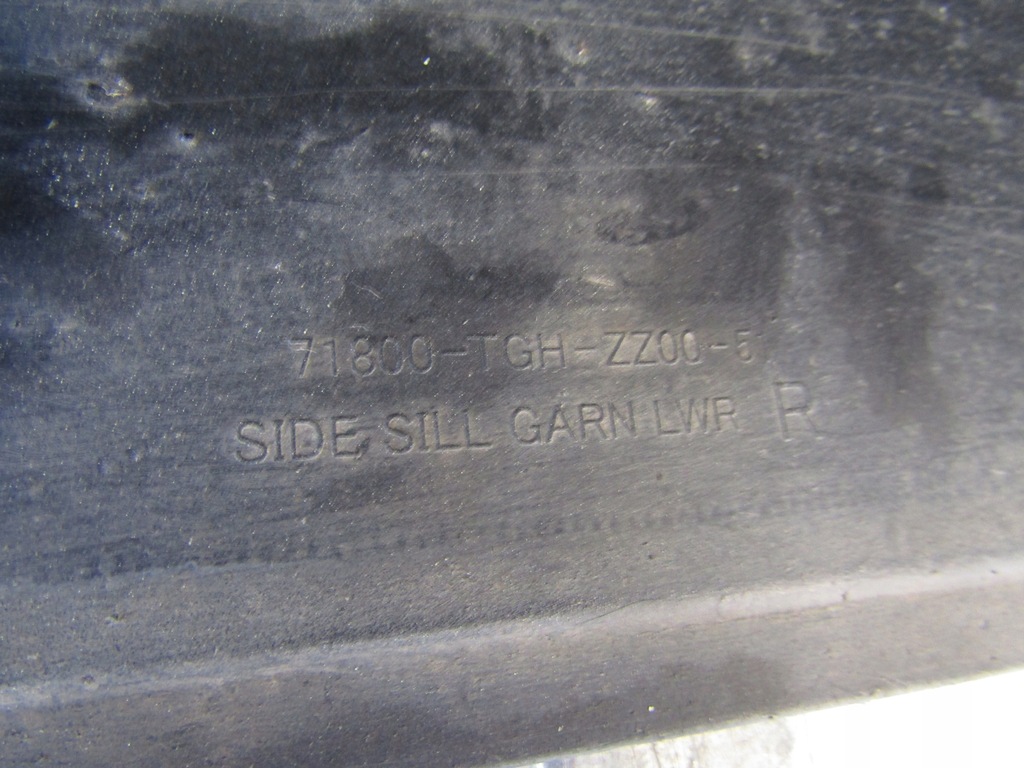 71800-TGH-ZZ00-5
SIDE SILL GARN LWR R